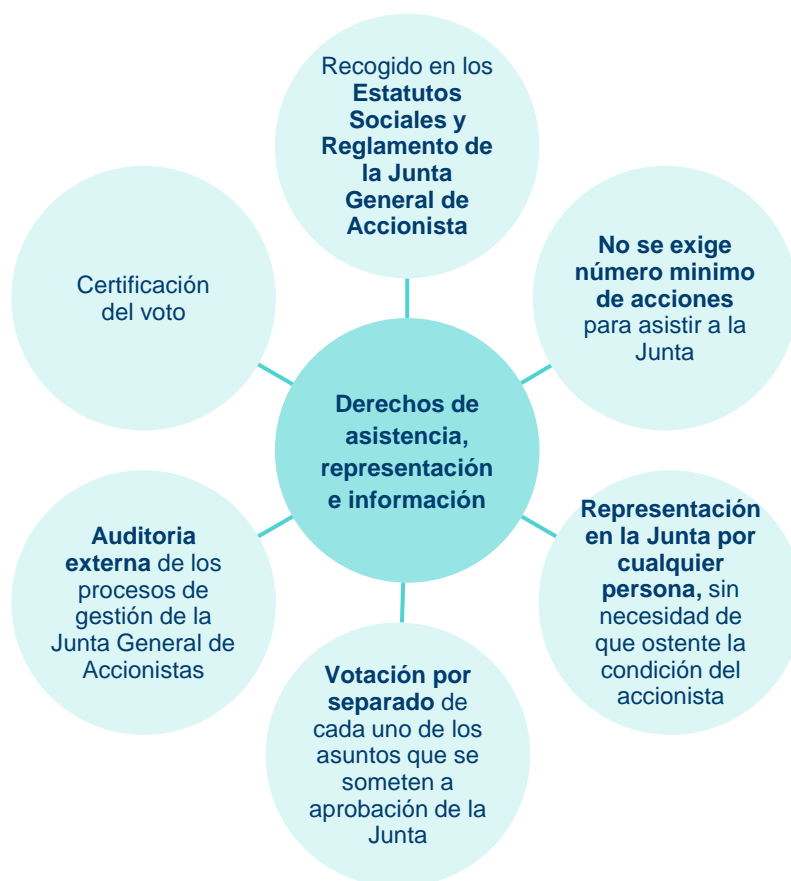 Recogido en los
Estatutos
Sociales y
Reglamento de
la Junta
General de
Accionista
No se exige
número minimo
de acciones
para asistir a la
Junta
Certificación
del voto
Derechos de
asistencia,
representación
e información
Representación
en la Junta por
cualquier
persona, sin
necesidad de
que ostente la
condición del
accionista
Auditoria
externa de los
procesos de
gestión de la
Junta General de
Accionistas
Votación por
separado de
cada uno de los
asuntos que se
someten a
aprobación de la
Junta